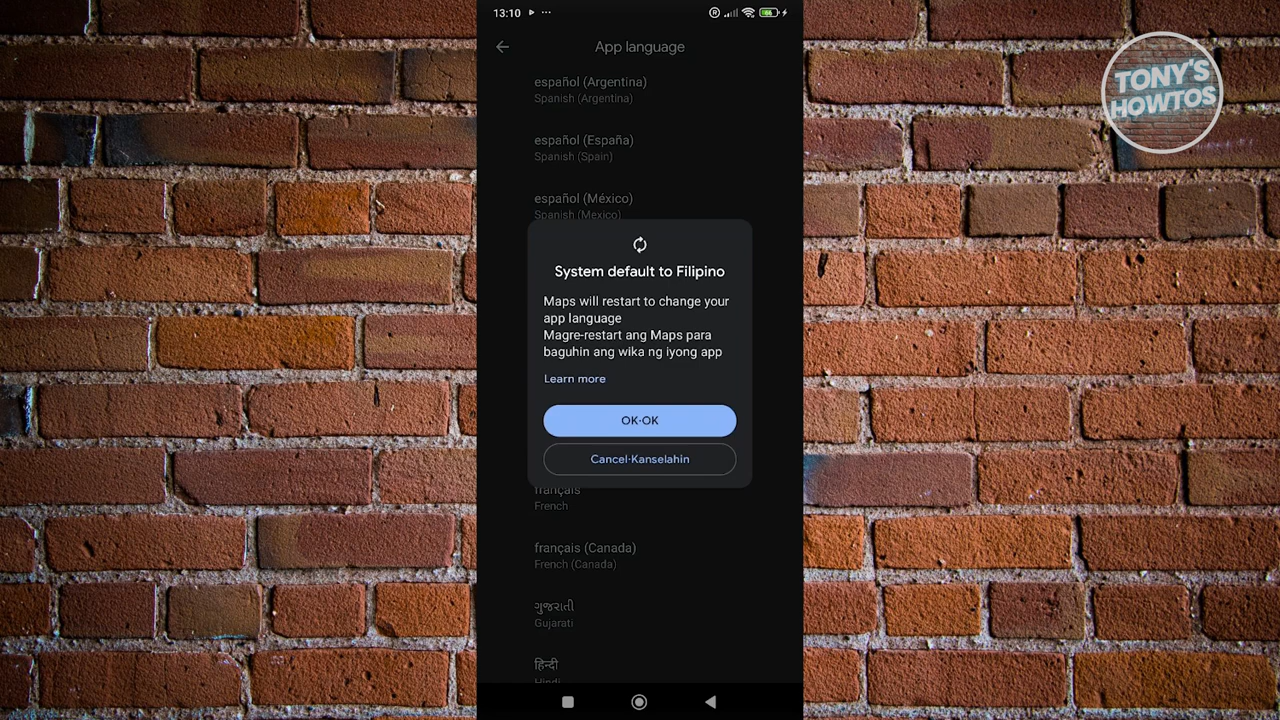 13:10
App language
español (Argentina)
Spanish (Argentina)
español (España)
Spanish (Spain)
español (México)
Spanish (Mexico)
System default to Filipino
Maps will restart to change your
app language
Magre-restart ang Maps para
baguhin ang wika ng iyong app
Learn more
OK·OK
Cancel·Kanselahin
français
French
français (Canada)
French (Canada)
ગુજરાતી
Gujarati
हिन्दी
Hindi
TONY'S
HOWTOS